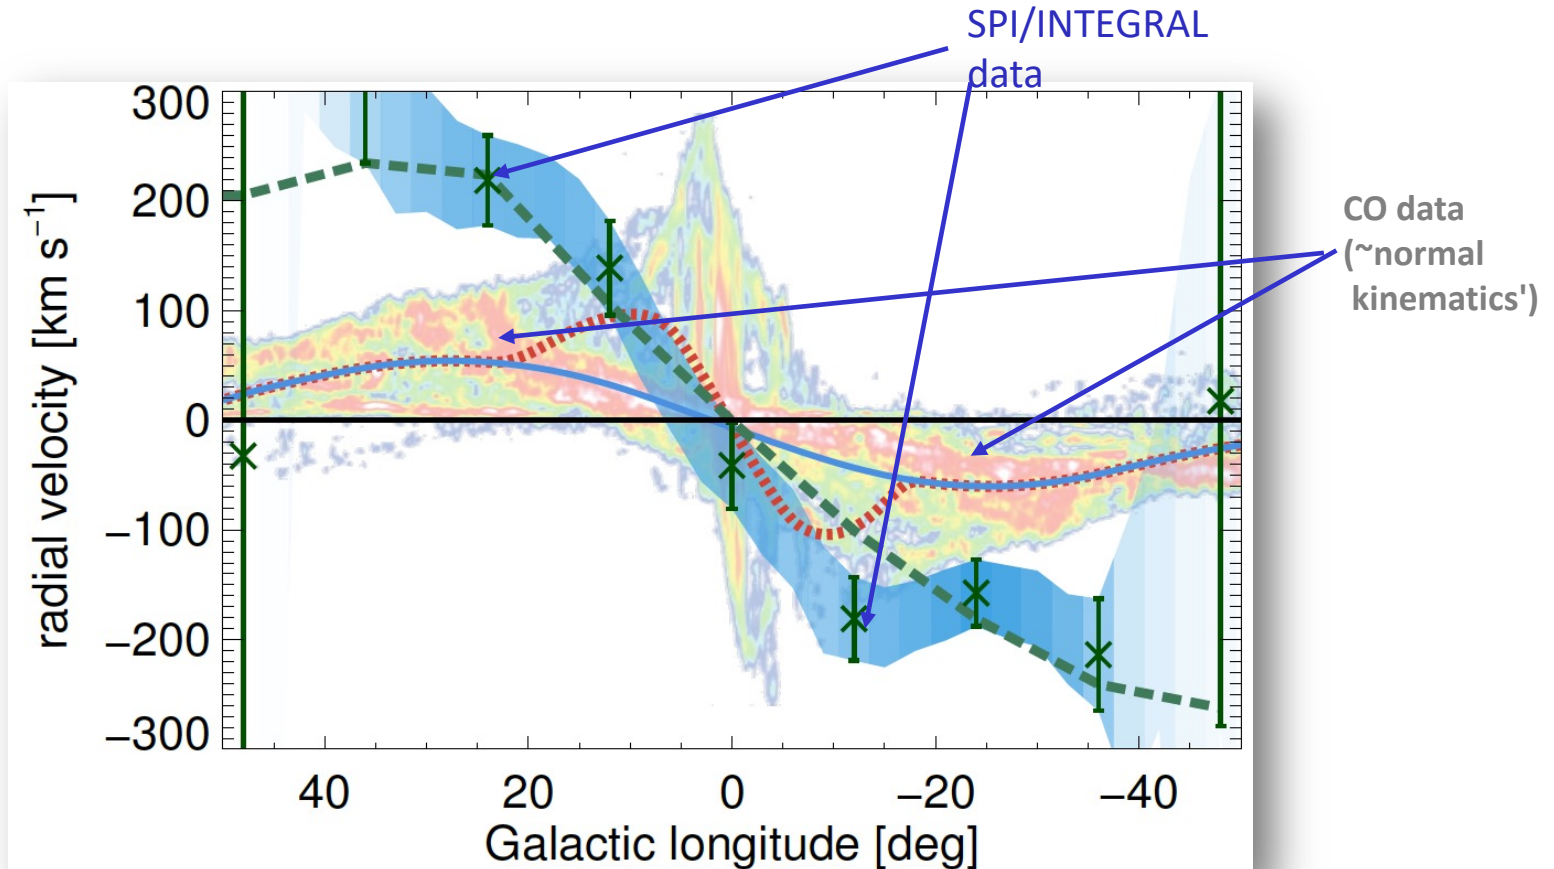 SPI/INTEGRAL
data
300
200
100
0
−100
−200
−300
radial velocity [km s−1]
40 20 0 −20 −40
Galactic longitude [deg]
CO data
(~normal
kinematics')